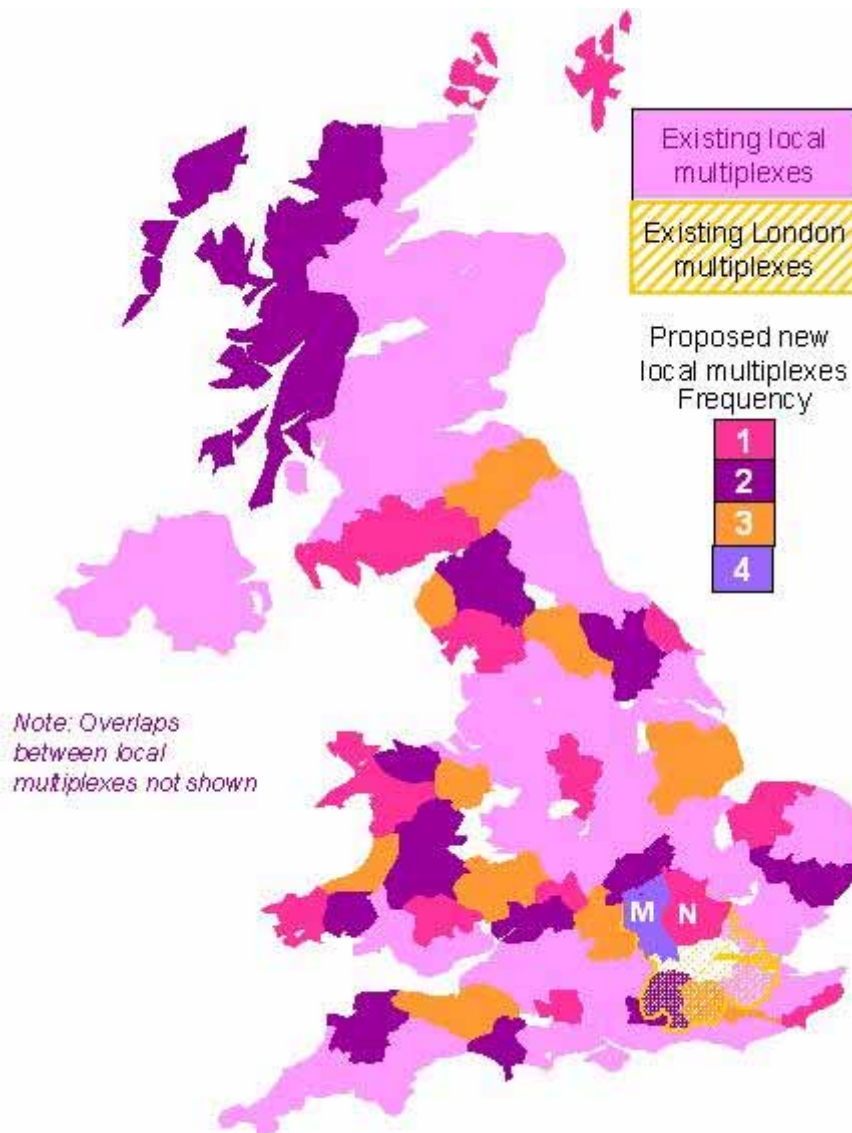 Existing local
multiplexes
Existing London
multiplexes
Proposed new
local multiplexes
Frequency
1
2
3
4
Note: Overlaps
between local
multiplexes not shown
M
N